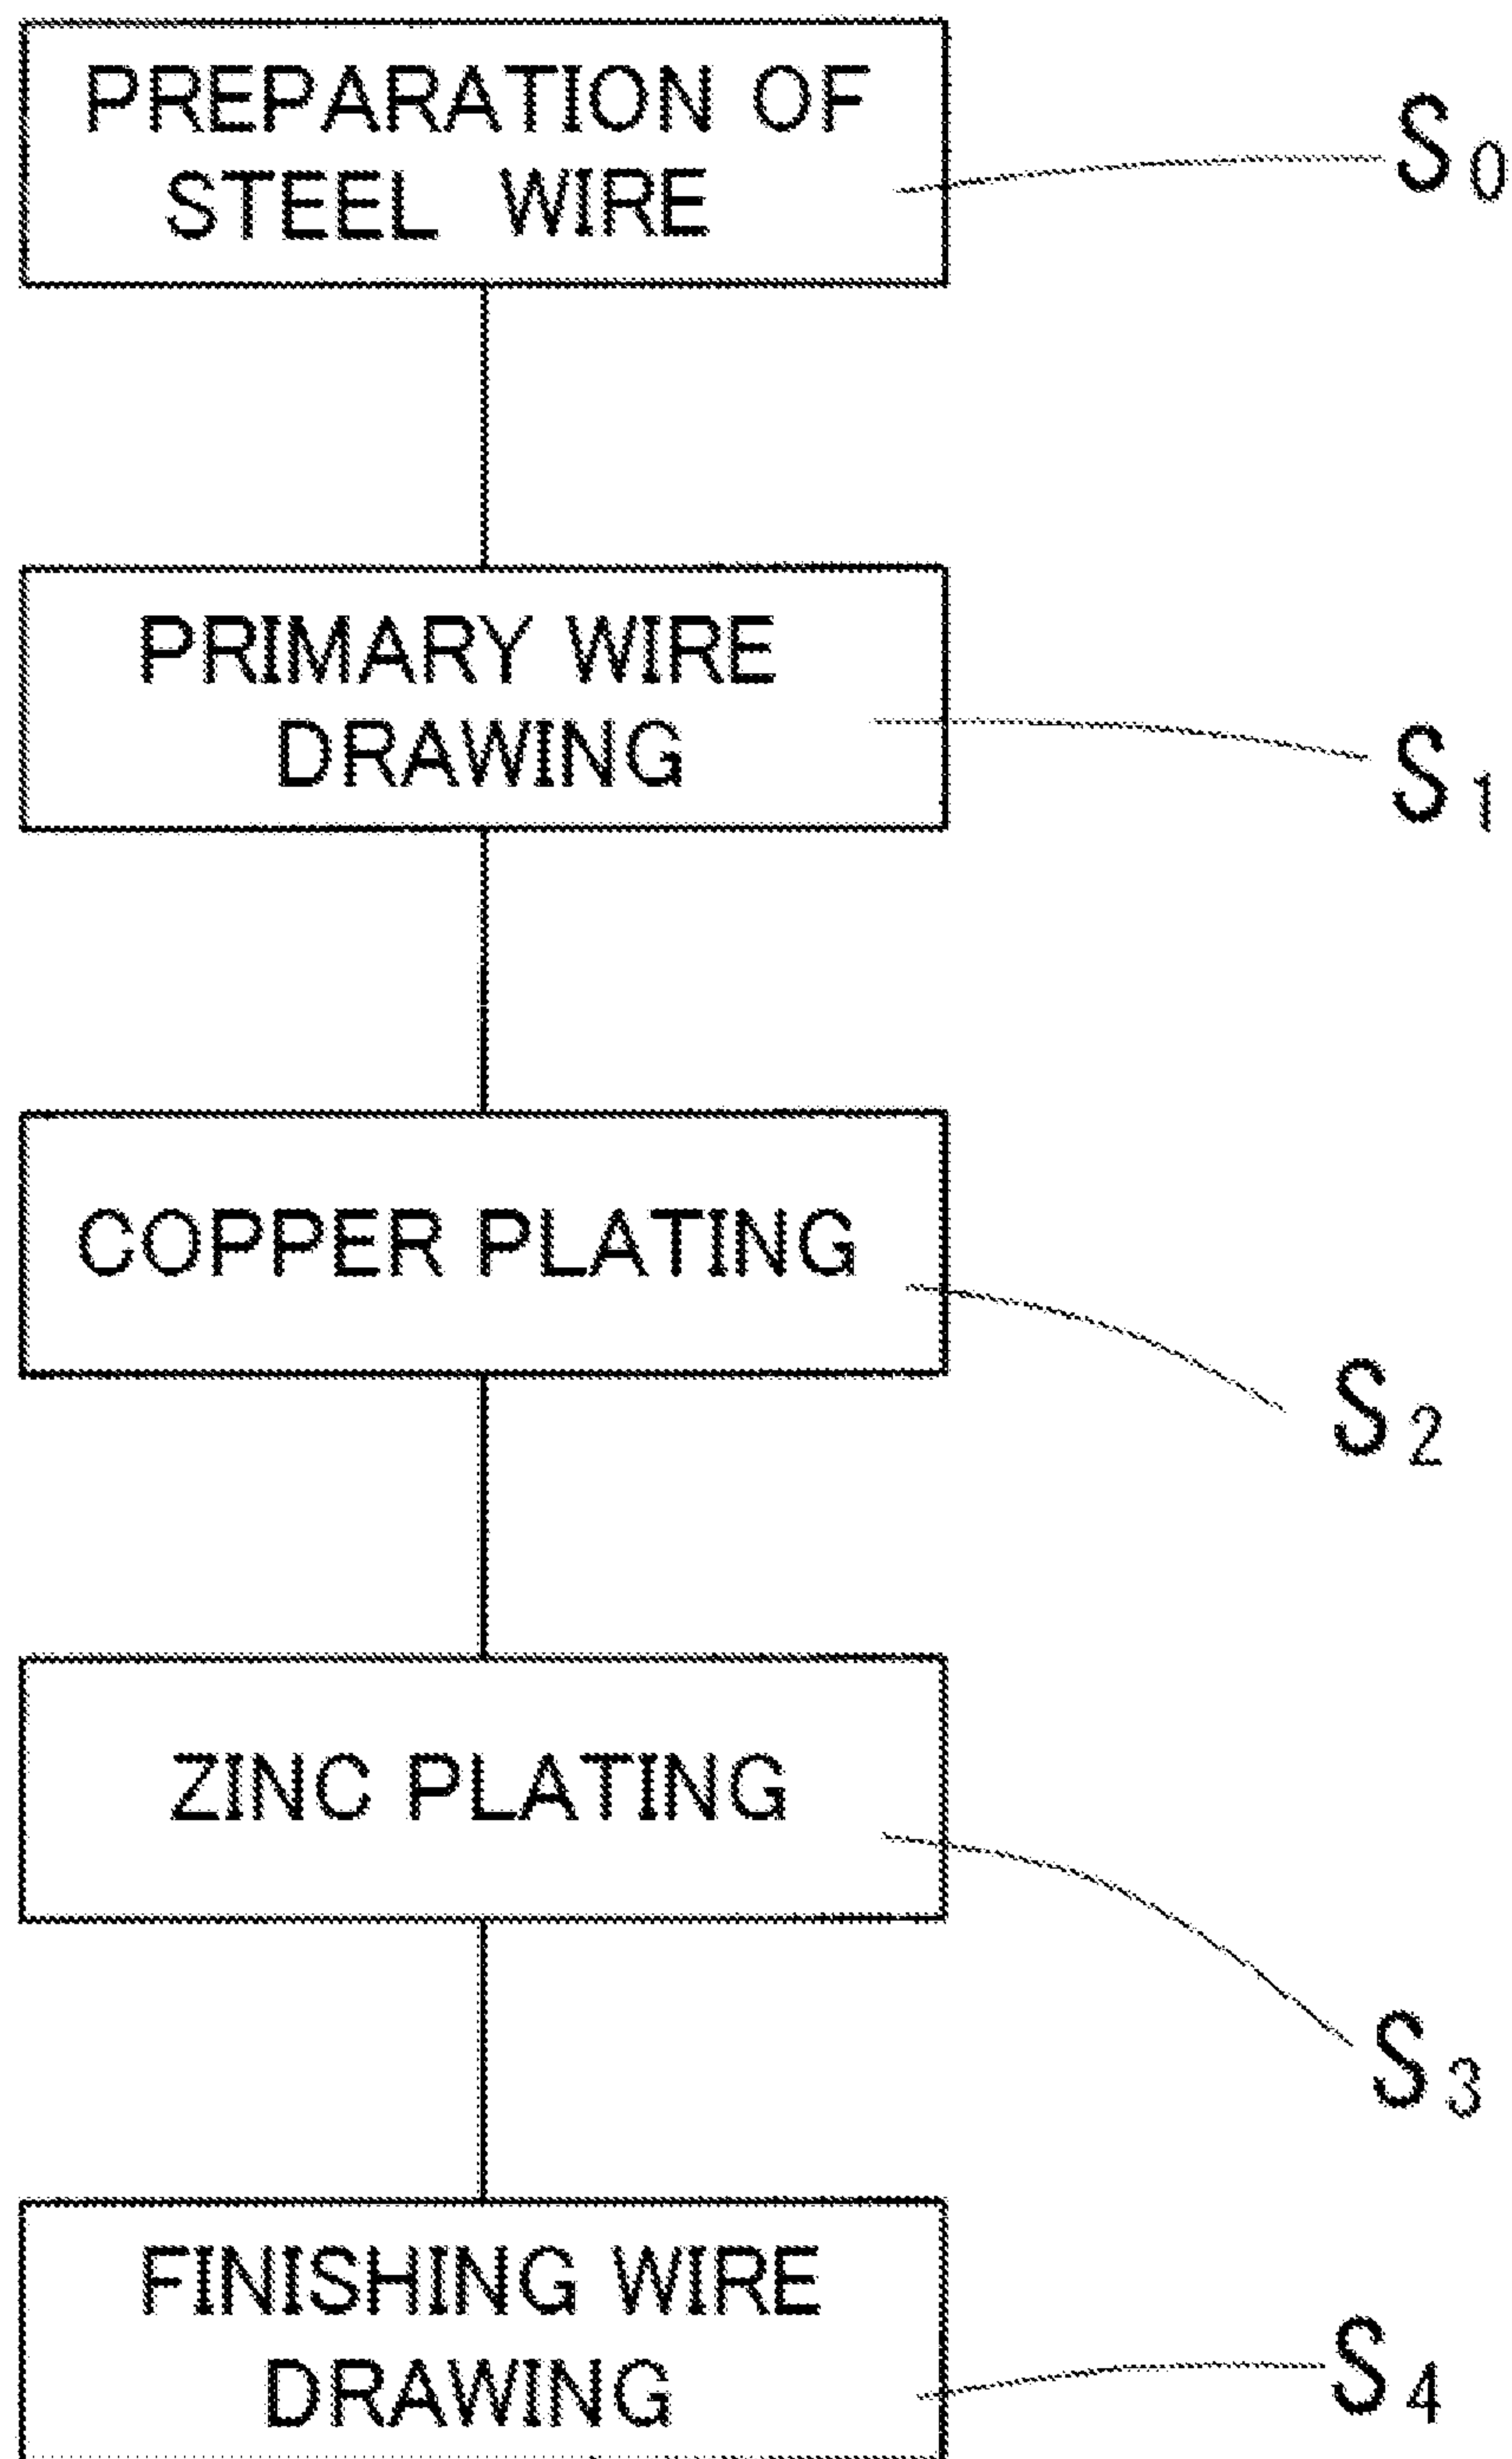 PREPARATION OF
STEEL WIRE
S0
PRIMARY WIRE
DRAWING
S1
COPPER PLATING
S2
ZINC PLATING
S3
FINISHING WIRE
DRAWING
S4